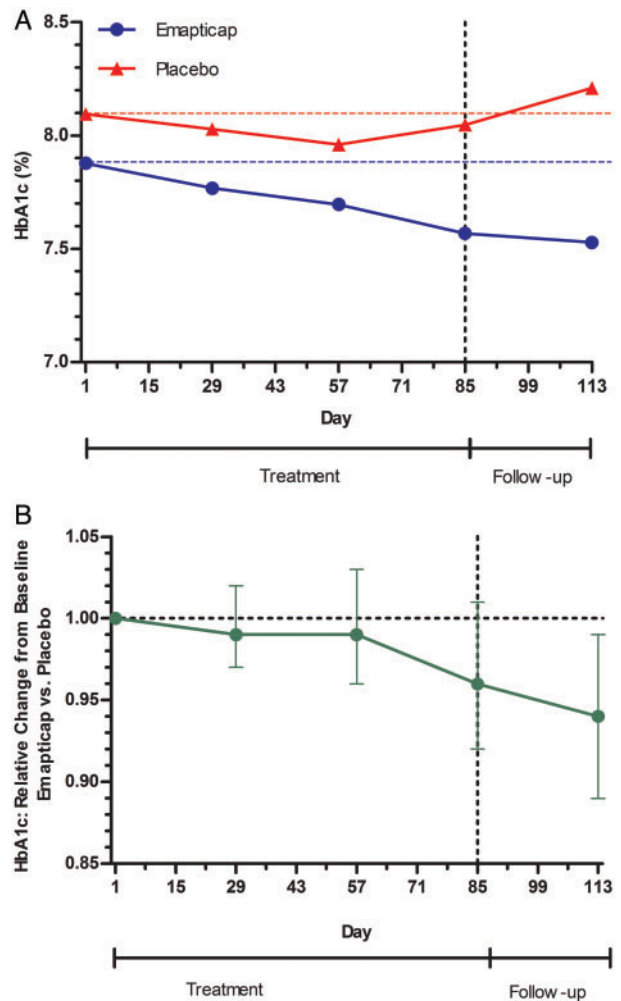 A
8.5
Emapticap
Placebo
8.0
HbA1c (%)
7.5
7.0
1 15 29 43 57 71 85 99 113
Day
Treatment Follow -up
B
1.05
1.00
HbA1c: Relative Change from Baseline
Emapticap vs. Placebo
0.95
0.90
0.85
1 15 29 43 57 71 85 99 113
Day
Treatment Follow -up